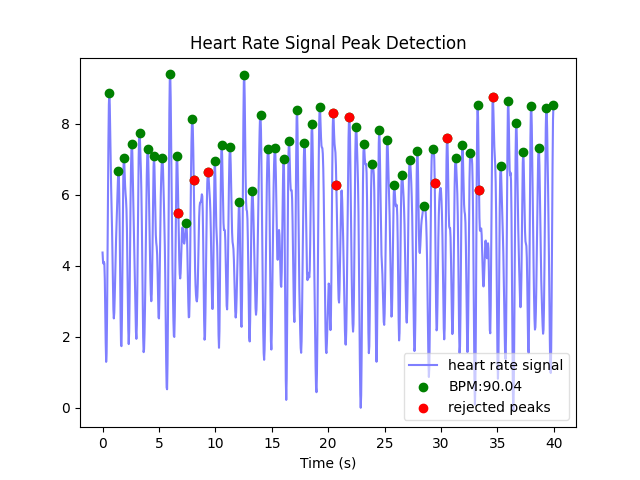 Heart Rate Signal Peak Detection
8
6
4
2
0
heart rate signal
BPM:90.04
rejected peaks
0 5 10 15 20 25 30 35 40
Time (s)